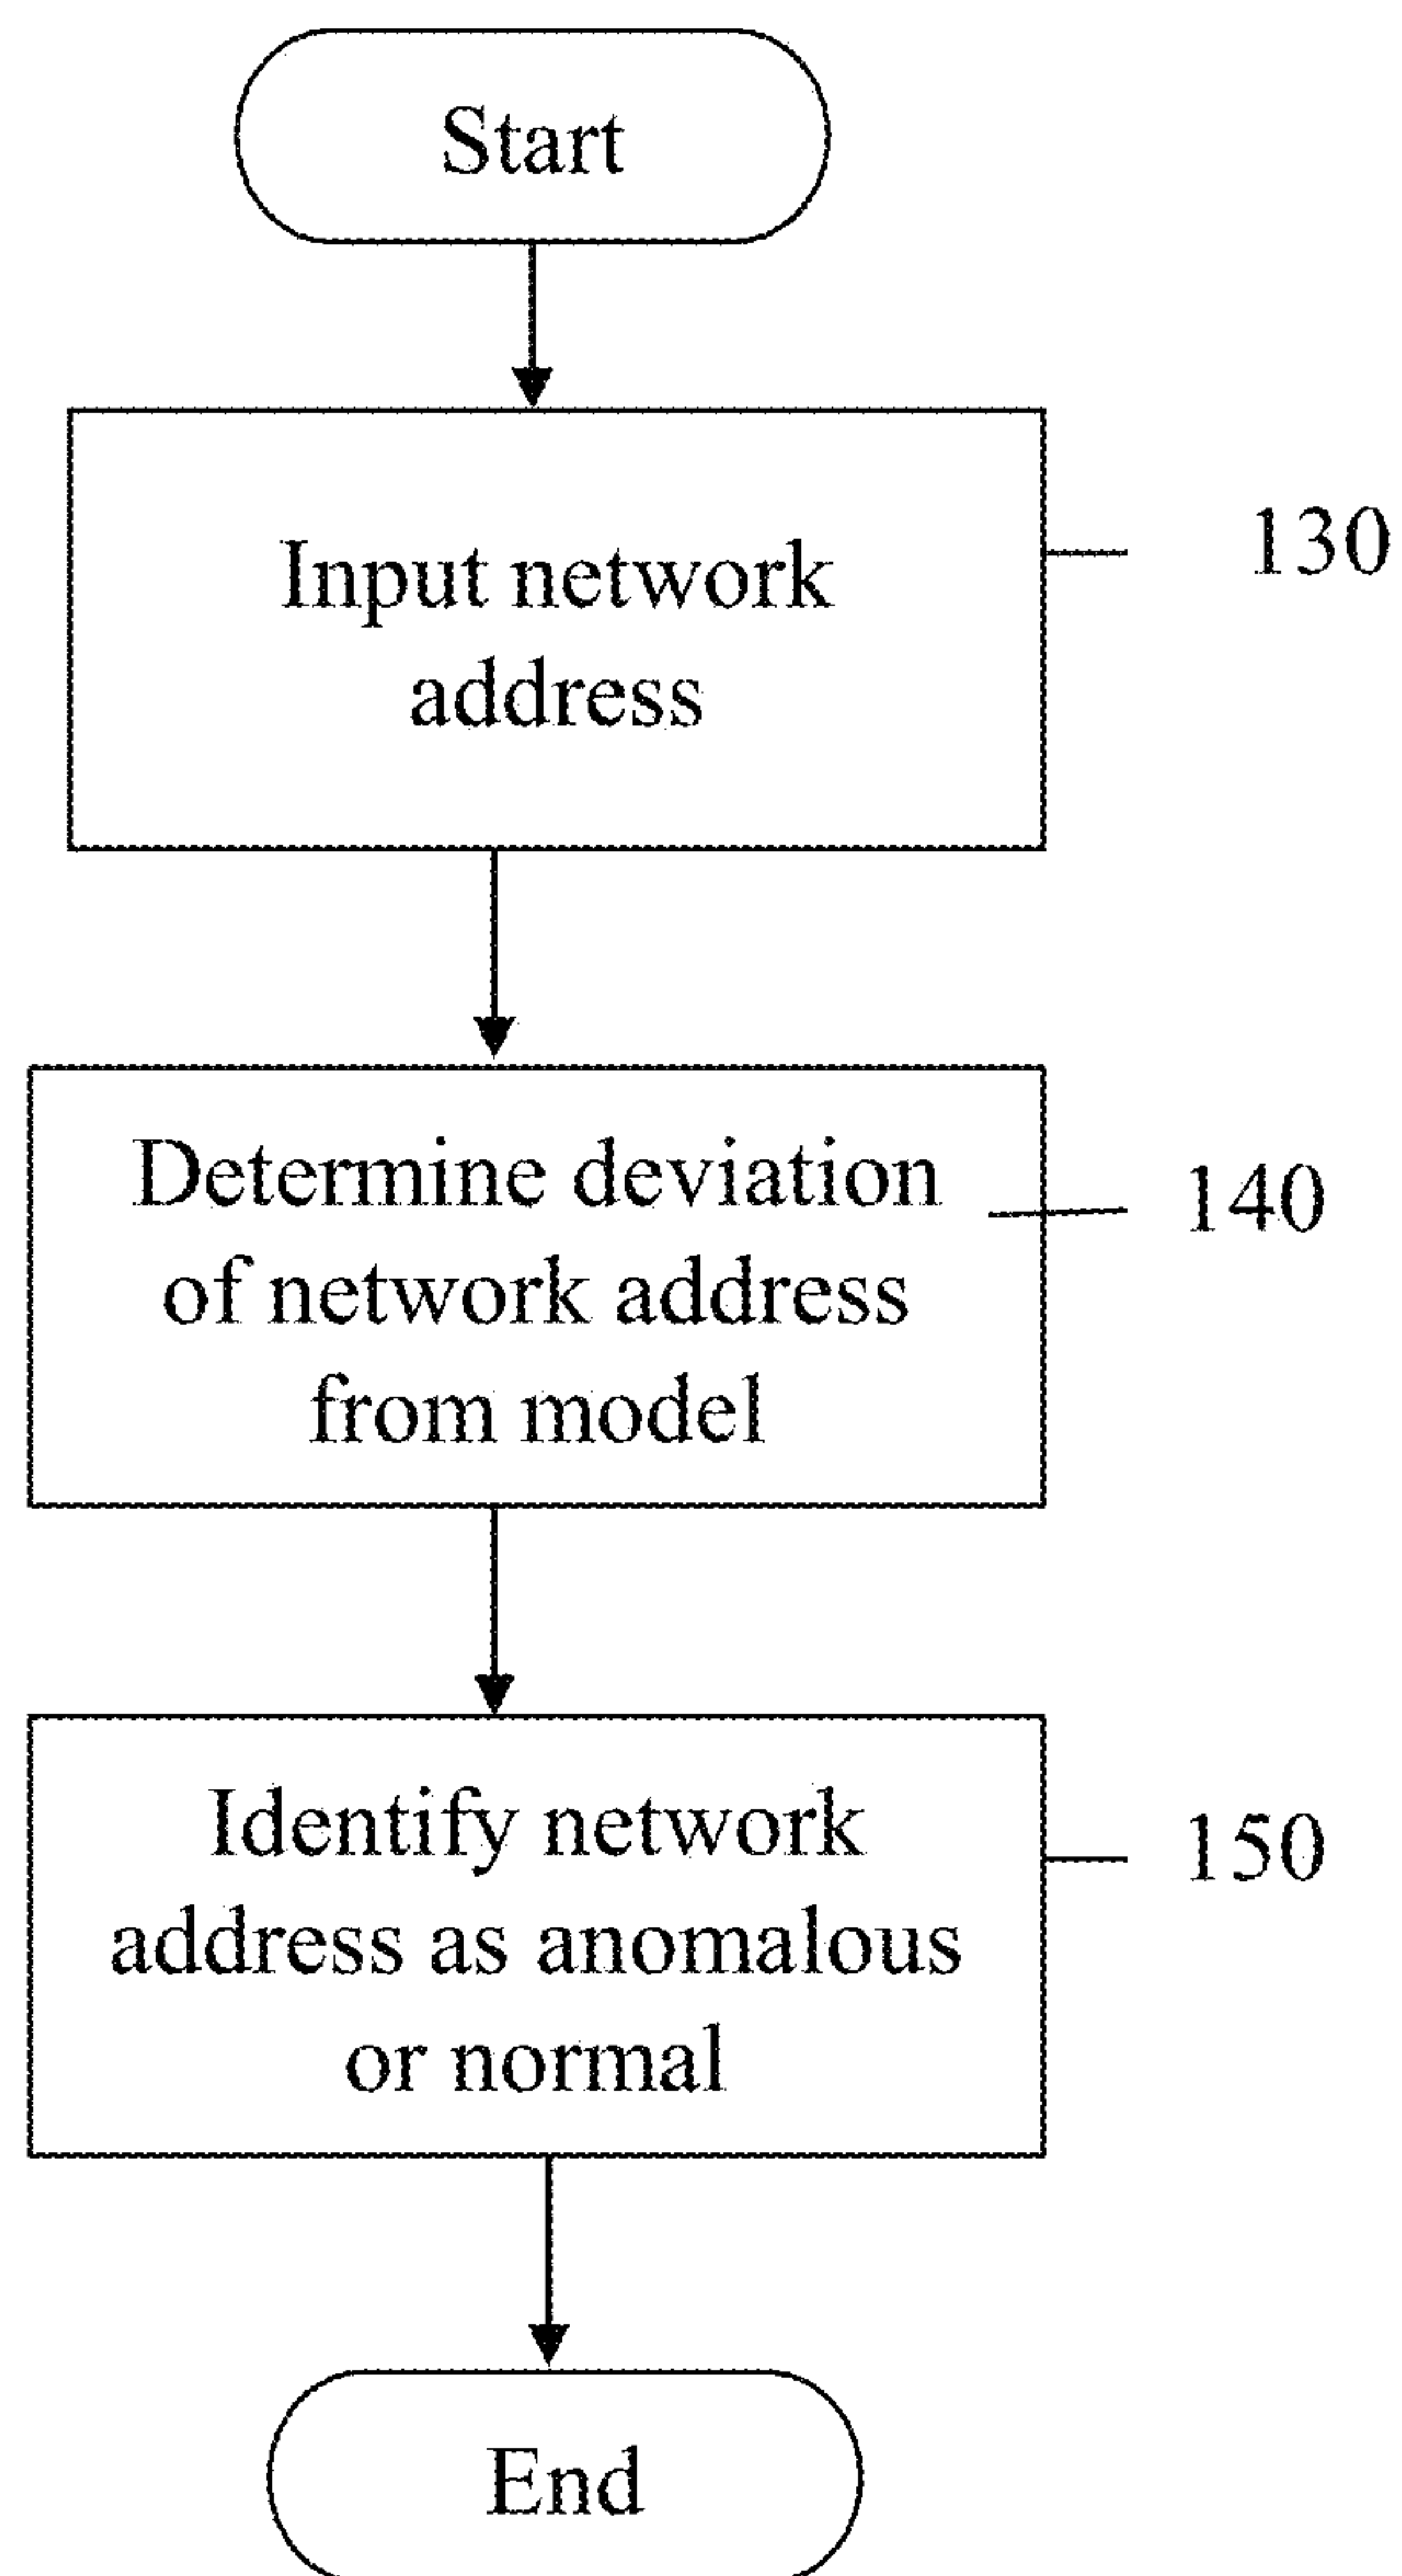 Start
Input network
address
130
Determine deviation
of network address
from model
140
Identify network
address as anomalous
or normal
150
End